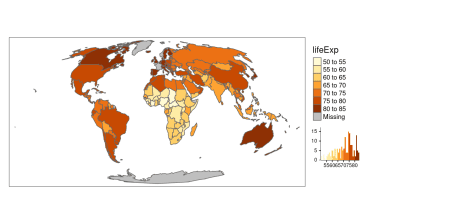 lifeExp
50 to 55
55 to 60
60 to 65
65 to 70
70 to 75
75 to 80
80 to 85
Missing
15
10
5
0
556065707580